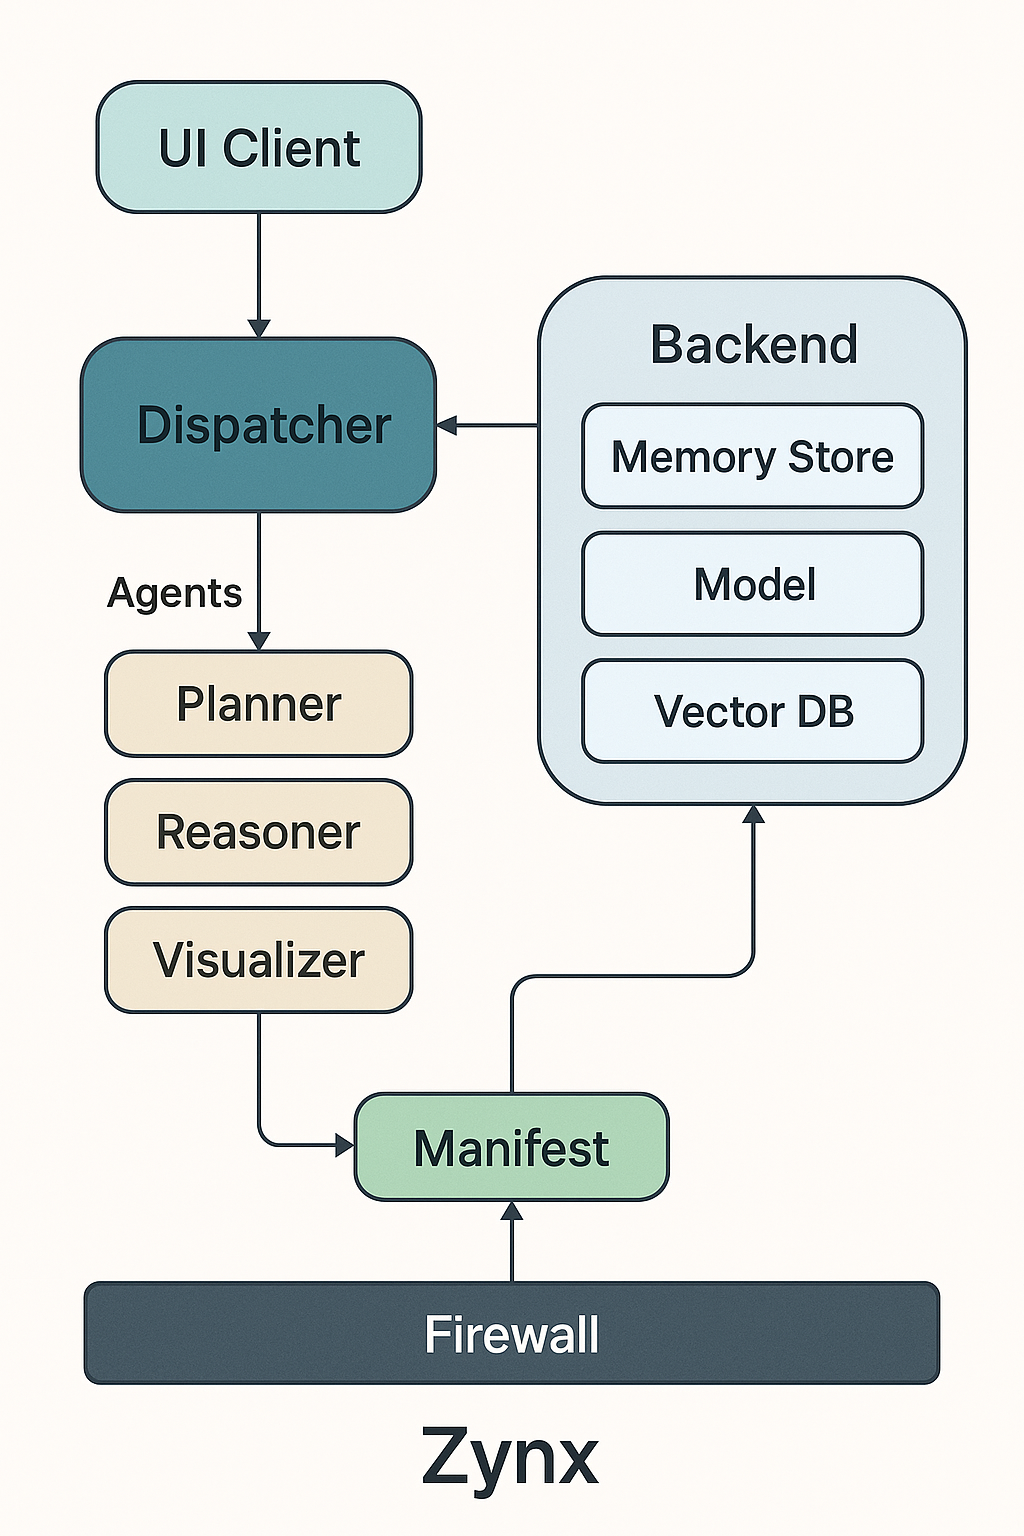 UI Client
Dispatcher
Agents
Planner
Reasoner
Visualizer
Backend
Memory Store
Model
Vector DB
Manifest
Firewall
Zynx